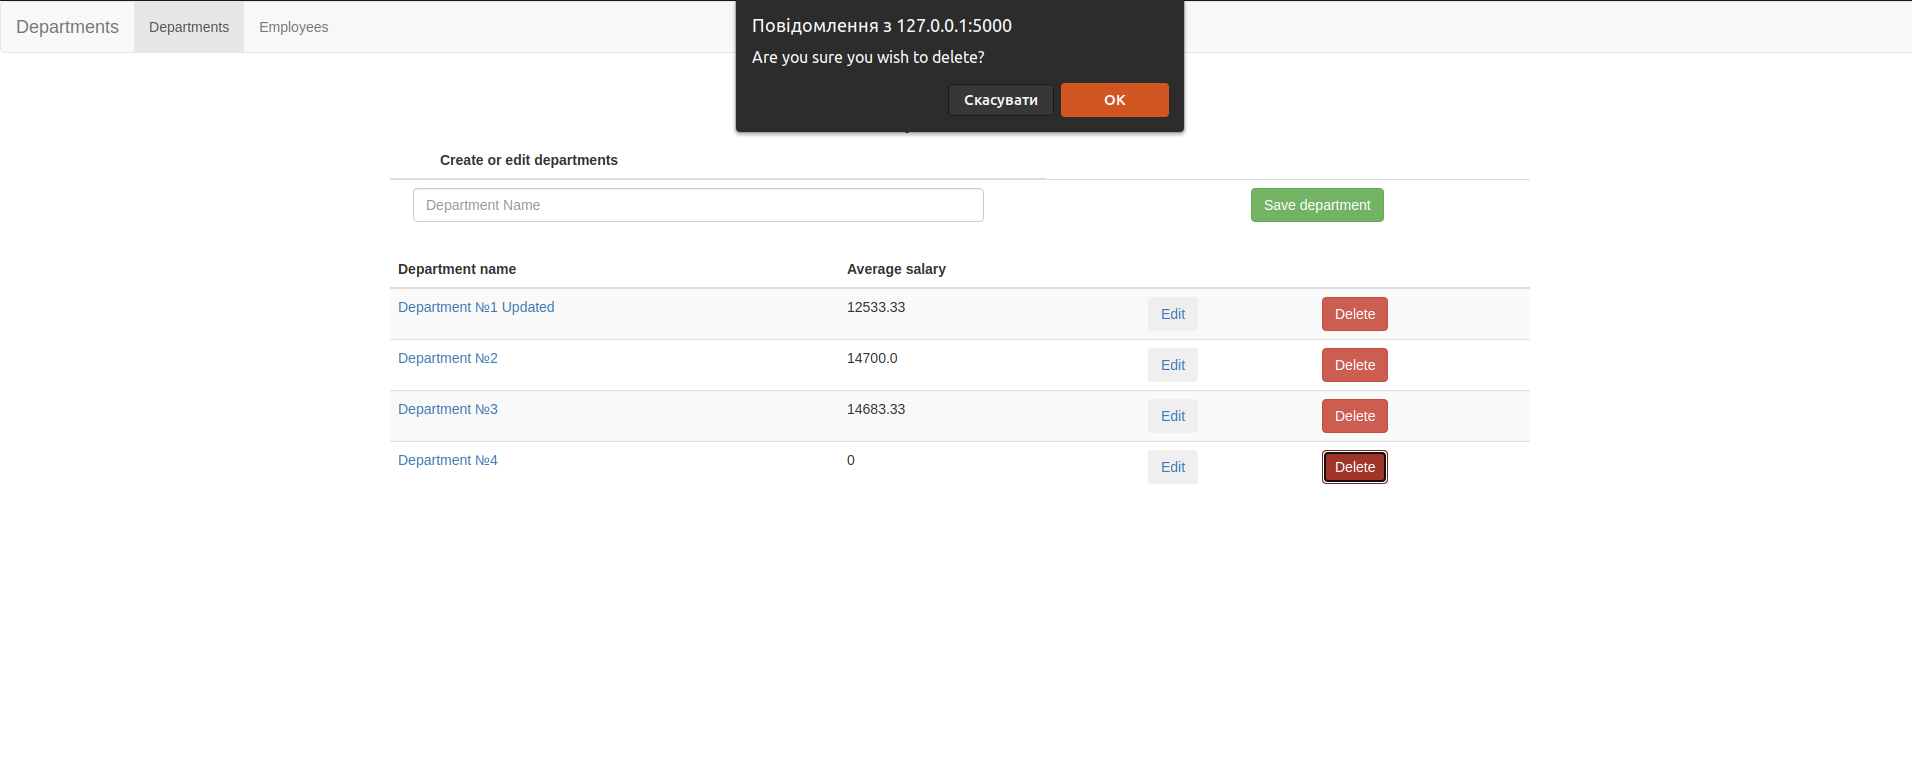 Departments Departments Employees
Повідомлення з 127.0.0.1:5000
Are you sure you wish to delete?
Скасувати OK
Create or edit departments
Department Name Save department
Department name Average salary
Department №1 Updated 12533.33 Edit Delete
Department №2 14700.0 Edit Delete
Department №3 14683.33 Edit Delete
Department №4 0 Edit Delete